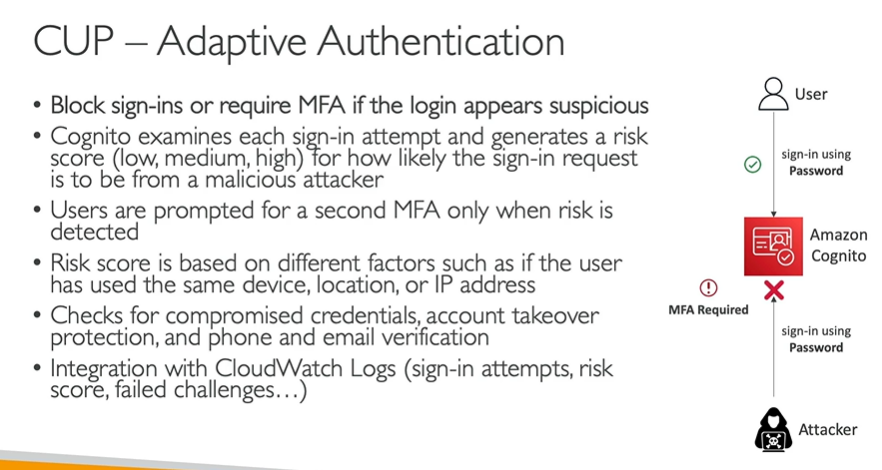 CUP – Adaptive Authentication
• Block sign-ins or require MFA if the login appears suspicious
• Cognito examines each sign-in attempt and generates a risk
score (low, medium, high) for how likely the sign-in request
is to be from a malicious attacker
• Users are prompted for a second MFA only when risk is
detected
• Risk score is based on different factors such as if the user
has used the same device, location, or IP address
• Checks for compromised credentials, account takeover
protection, and phone and email verification
• Integration with CloudWatch Logs (sign-in attempts, risk
score, failed challenges…)
User
sign-in using
Password
Amazon
Cognito
MFA Required
sign-in using
Password
Attacker